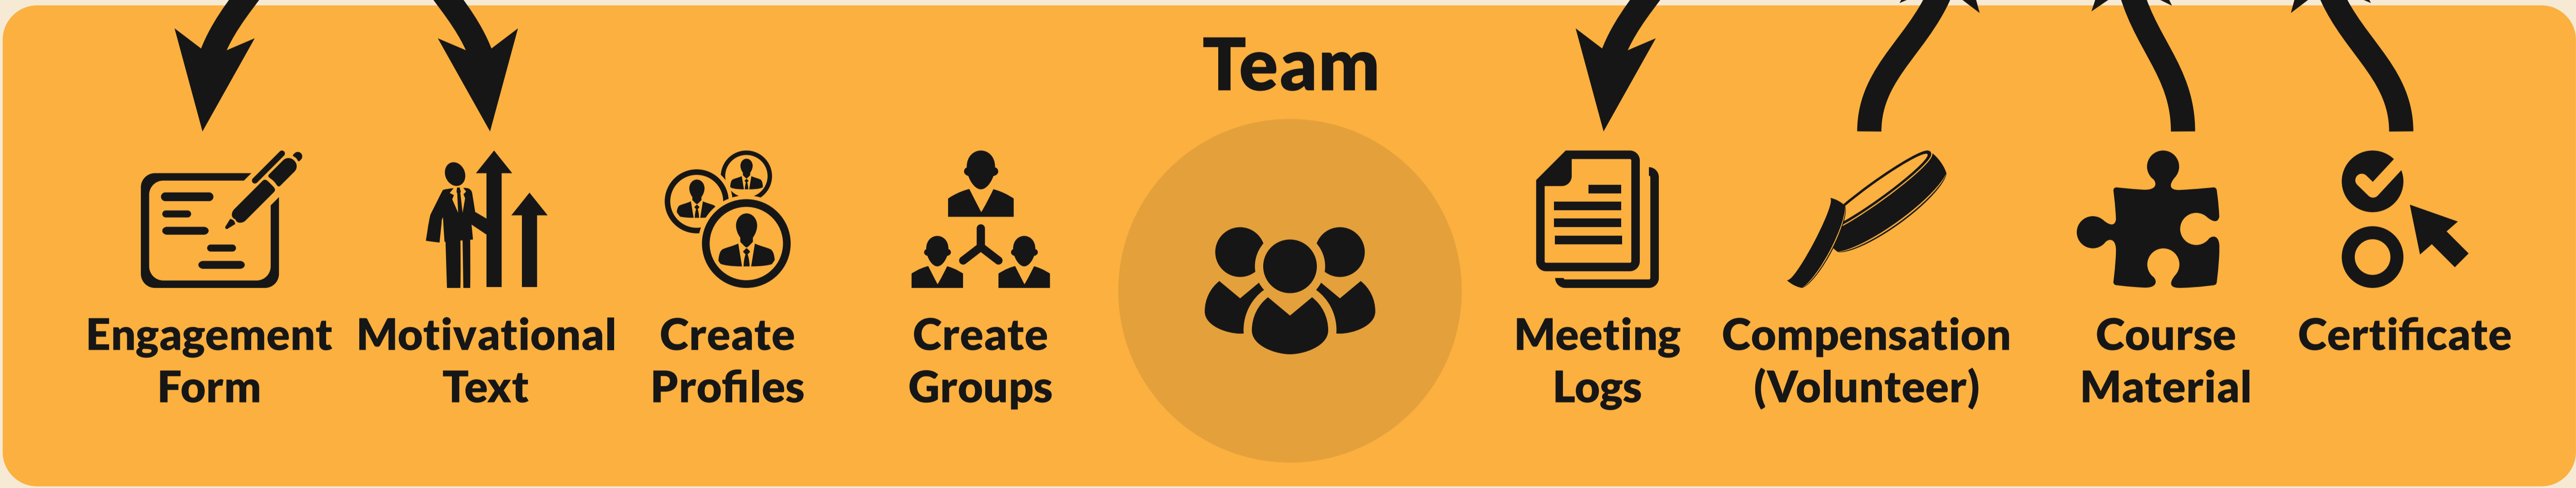 Team
Engagement
Form
Motivational
Text
Create
Profiles
Create
Groups
Meeting
Logs
Compensation
(Volunteer)
Course
Material
Certificate